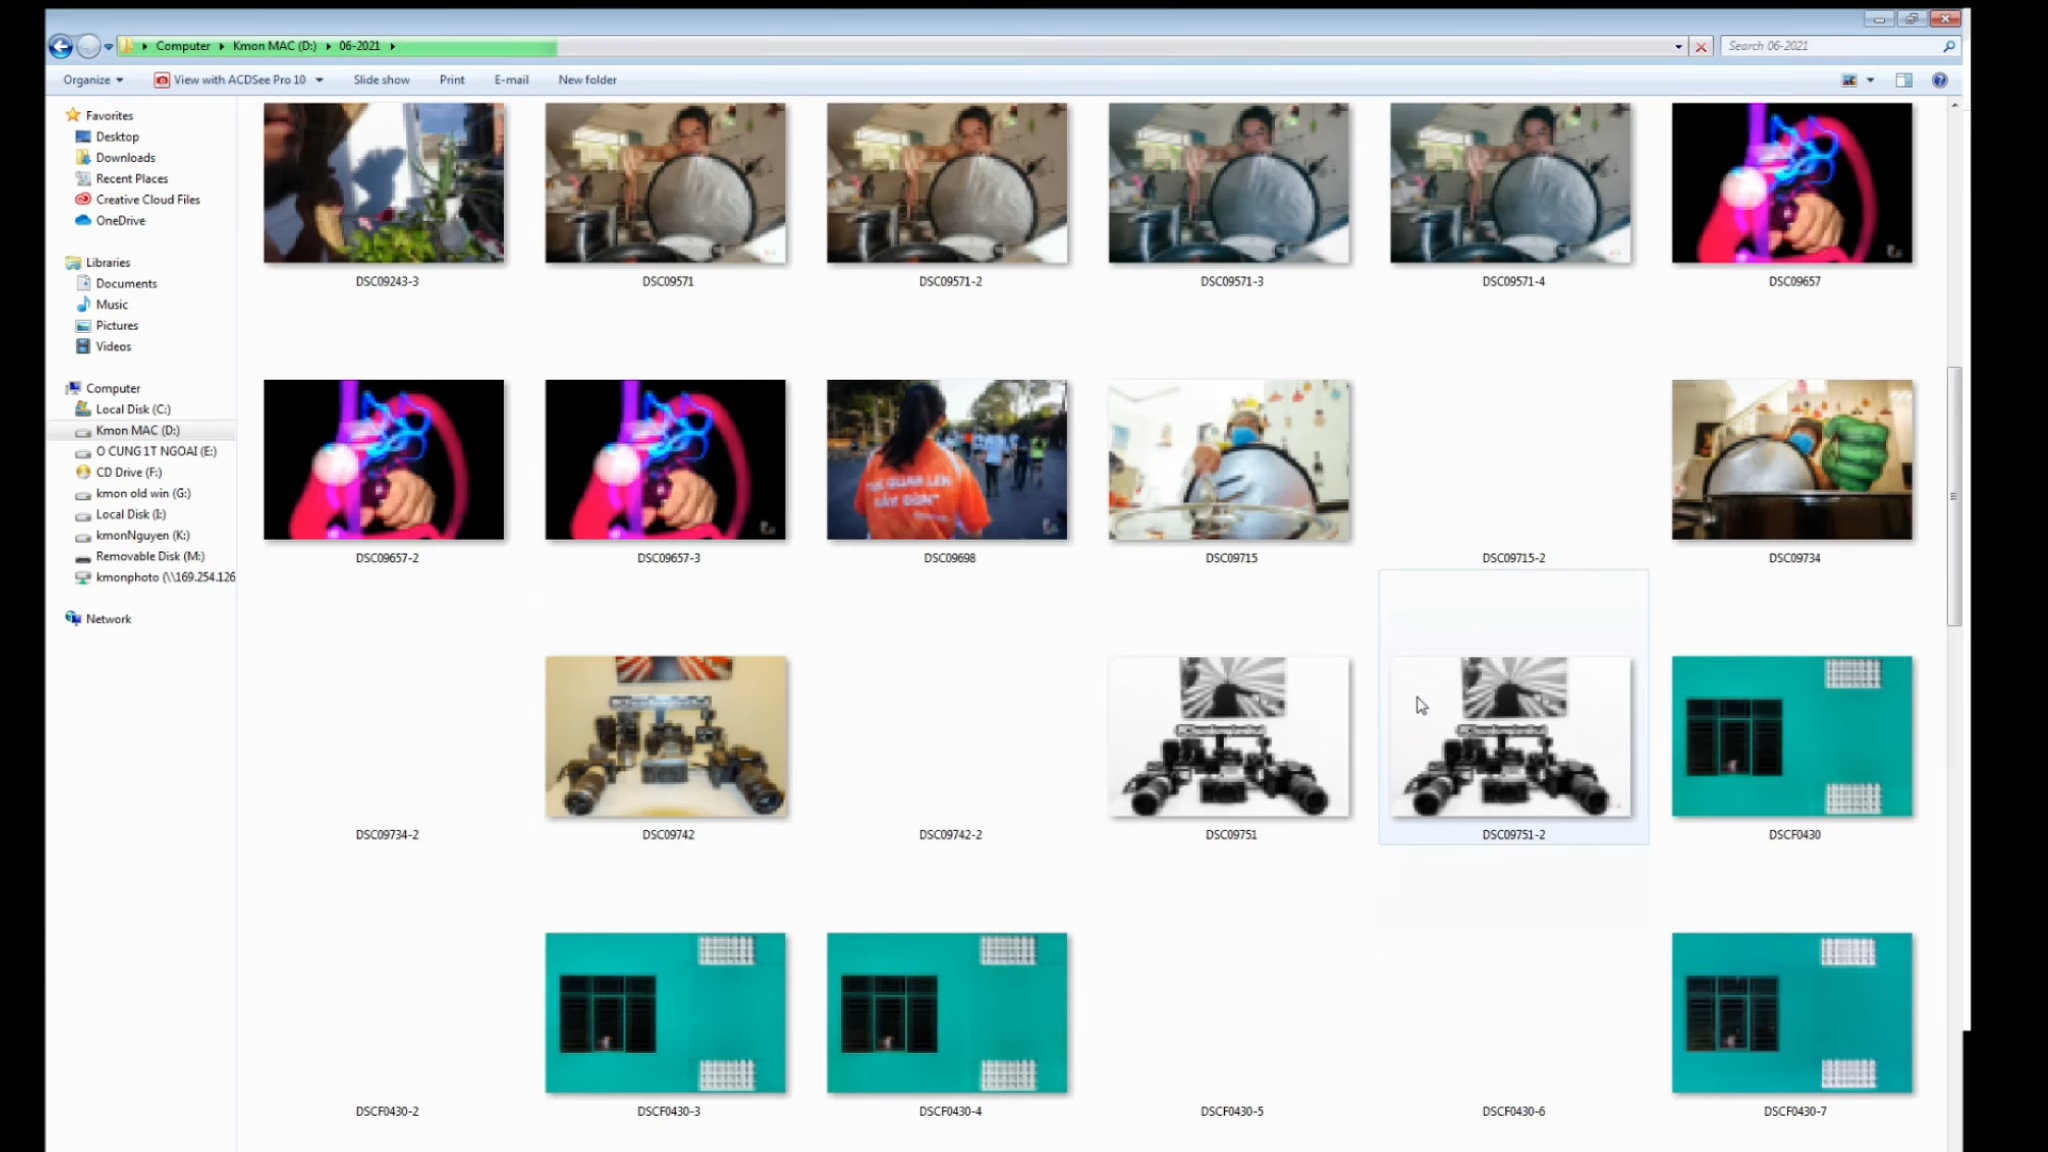 Computer Kmon MAC (D:) 06-2021
Search 06-2021
Organize View with ACDSee Pro 10 Slide show Print E-mail New folder
Favorites
Desktop
Downloads
Recent Places
Creative Cloud Files
OneDrive
Libraries
Documents
Music
Pictures
Videos
Computer
Local Disk (C:)
Kmon MAC (D:)
O CUNG 1T NGOAI (E:)
CD Drive (F:)
kmon old win (G:)
Local Disk (I:)
kmonNguyen (K:)
Removable Disk (M:)
kmonphoto (\\169.254.126
Network
DSC09243-3 DSC09571 DSC09571-2 DSC09571-3 DSC09571-4 DSC09657
DSC09657-2 DSC09657-3 DSC09698 DSC09715 DSC09715-2 DSC09734
DSC09734-2 DSC09742 DSC09742-2 DSC09751 DSC09751-2 DSCF0430
DSCF0430-2 DSCF0430-3 DSCF0430-4 DSCF0430-5 DSCF0430-6 DSCF0430-7